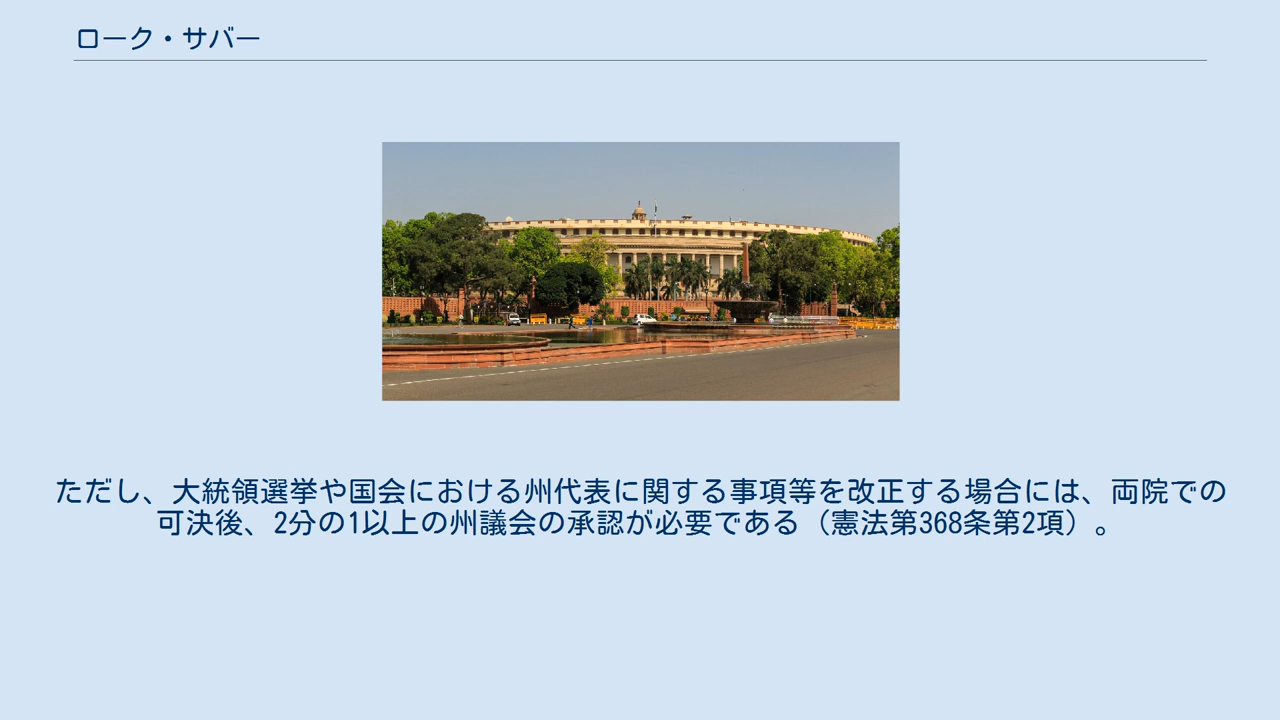 ローク・サバー
ただし、大統領選挙や国会における州代表に関する事項等を改正する場合には、両院での
可決後、2分の1以上の州議会の承認が必要である（憲法第368条第2項）。